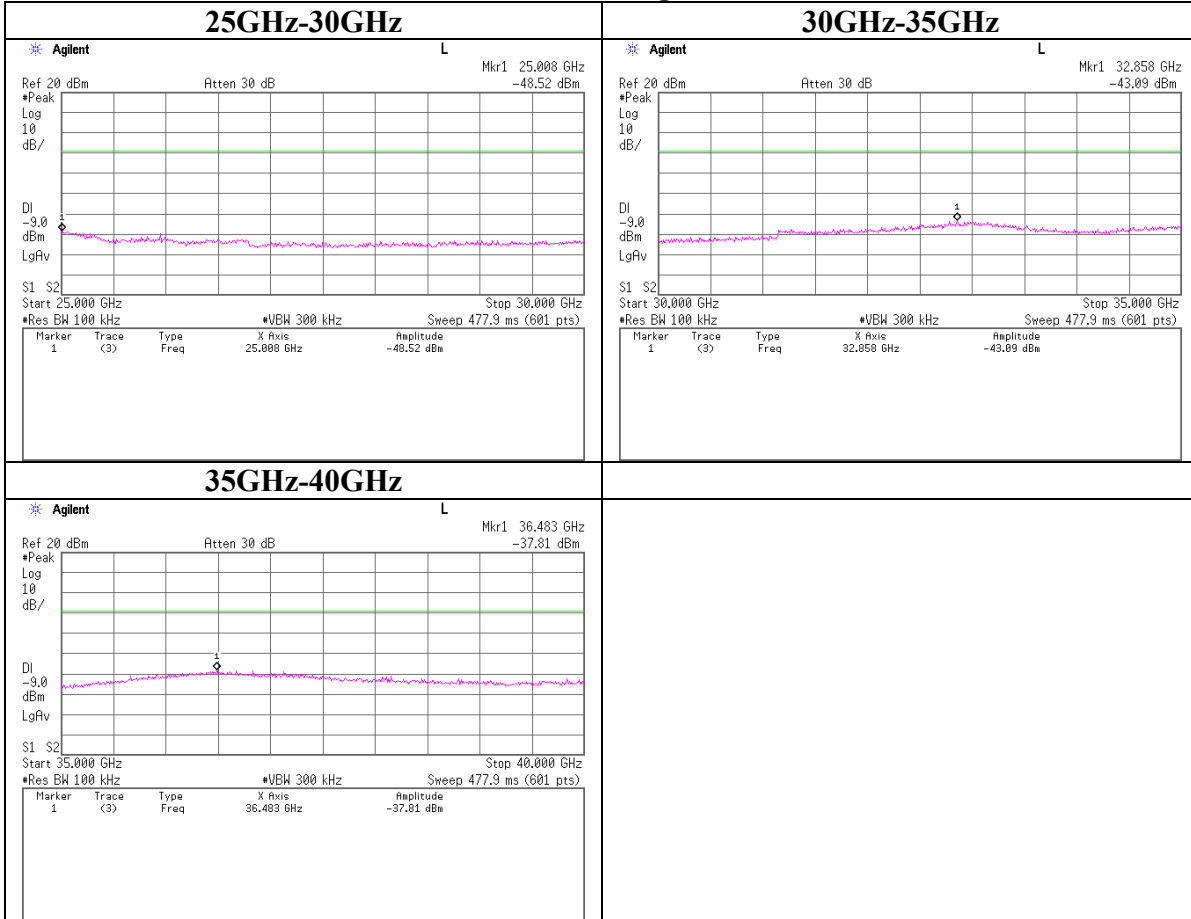 25GHz-30GHz
Agilent
L
Mkr1 25.008 GHz
Ref 20 dBm Atten 30 dB -48.52 dBm
#Peak
Log
10
dB/
DI
-9.0
dBm
LgAv
1
S1 S2
Start 25.000 GHz Stop 30.000 GHz
#Res BW 100 kHz #VBW 300 kHz Sweep 477.9 ms (601 pts)
Marker Trace Type X Axis Amplitude
1 (3) Freq 25.008 GHz -48.52 dBm
30GHz-35GHz
Agilent
L
Mkr1 32.858 GHz
Ref 20 dBm Atten 30 dB -43.09 dBm
#Peak
Log
10
dB/
1
DI
-9.0
dBm
LgAv
S1 S2
Start 30.000 GHz Stop 35.000 GHz
#Res BW 100 kHz #VBW 300 kHz Sweep 477.9 ms (601 pts)
Marker Trace Type X Axis Amplitude
1 (3) Freq 32.858 GHz -43.09 dBm
35GHz-40GHz
Agilent
L
Mkr1 36.483 GHz
Ref 20 dBm Atten 30 dB -37.81 dBm
#Peak
Log
10
dB/
1
DI
-9.0
dBm
LgAv
S1 S2
Start 35.000 GHz Stop 40.000 GHz
#Res BW 100 kHz #VBW 300 kHz Sweep 477.9 ms (601 pts)
Marker Trace Type X Axis Amplitude
1 (3) Freq 36.483 GHz -37.81 dBm